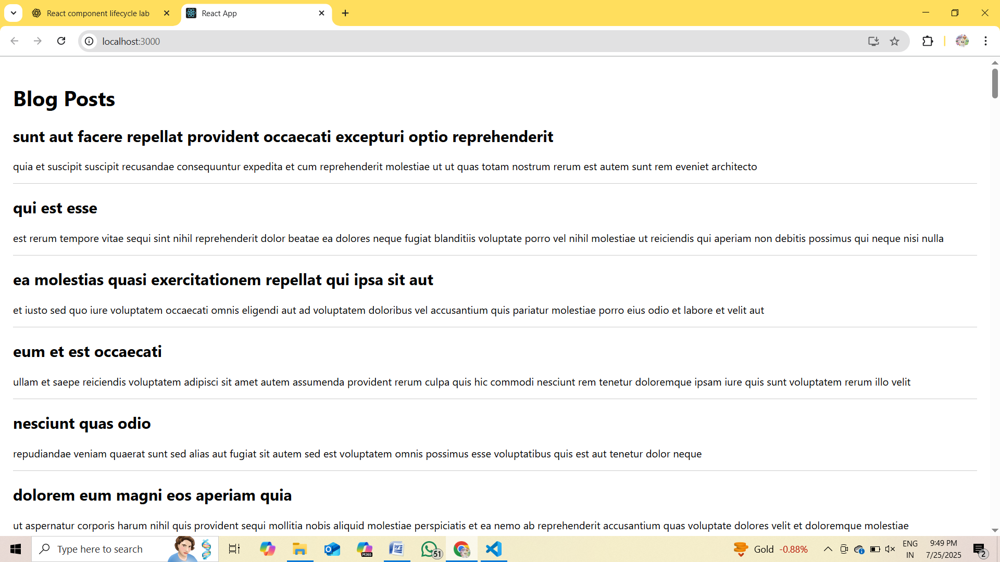 React component lifecycle lab
React App
localhost:3000
Blog Posts
sunt aut facere repellat provident occaecati excepturi optio reprehenderit
quia et suscipit suscipit recusandae consequuntur expedita et cum reprehenderit molestiae ut ut quas totam nostrum rerum est autem sunt rem eveniet architecto
qui est esse
est rerum tempore vitae sequi sint nihil reprehenderit dolor beatae ea dolores neque fugiat blanditiis voluptate porro vel nihil molestiae ut reiciendis qui aperiam non debitis possimus qui neque nisi nulla
ea molestias quasi exercitationem repellat qui ipsa sit aut
et iusto sed quo iure voluptatem occaecati omnis eligendi aut ad voluptatem doloribus vel accusantium quis pariatur molestiae porro eius odio et labore et velit aut
eum et est occaecati
ullam et saepe reiciendis voluptatem adipisci sit amet autem assumenda provident rerum culpa quis hic commodi nesciunt rem tenetur doloremque ipsam iure quis sunt voluptatem rerum illo velit
nesciunt quas odio
repudiandae veniam quaerat sunt sed alias aut fugiat sit autem sed est voluptatem omnis possimus esse voluptatibus quis est aut tenetur dolor neque
dolorem eum magni eos aperiam quia
ut aspernatur corporis harum nihil quis provident sequi mollitia nobis aliquid molestiae perspiciatis et ea nemo ab reprehenderit accusantium quas voluptate dolores velit et doloremque molestiae
Type here to search
M365
51
Gold -0.88%
ENG
IN
9:49 PM
7/25/2025
2